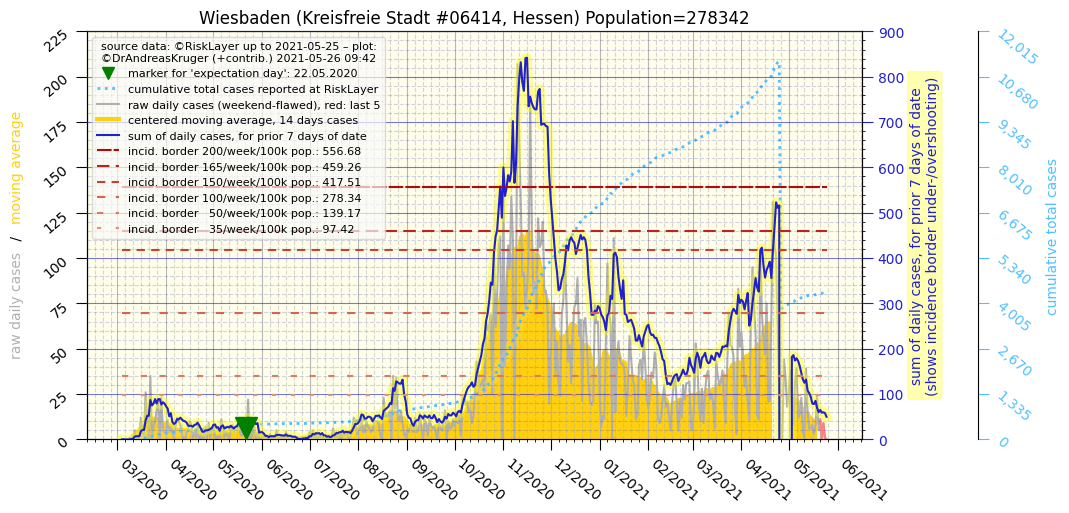 Wiesbaden (Kreisfreie Stadt #06414, Hessen) Population=278342
source data: ©RiskLayer up to 2021-05-25 – plot:
©DrAndreasKruger (+contrib.) 2021-05-26 09:42
marker for 'expectation day': 22.05.2020
cumulative total cases reported at RiskLayer
raw daily cases (weekend-flawed), red: last 5
centered moving average, 14 days cases
sum of daily cases, for prior 7 days of date
incid. border 200/week/100k pop.: 556.68
incid. border 165/week/100k pop.: 459.26
incid. border 150/week/100k pop.: 417.51
incid. border 100/week/100k pop.: 278.34
incid. border   50/week/100k pop.: 139.17
incid. border   35/week/100k pop.: 97.42
raw daily cases   /   moving average
225
200
175
150
125
100
75
50
25
0
03/2020
04/2020
05/2020
06/2020
07/2020
08/2020
09/2020
10/2020
11/2020
12/2020
01/2021
02/2021
03/2021
04/2021
05/2021
06/2021
900
800
700
600
500
400
300
200
100
0
sum of daily cases, for prior 7 days of date
(shows incidence border under-/overshooting)
12,015
10,680
9,345
8,010
6,675
5,340
4,005
2,670
1,335
0
cumulative total cases